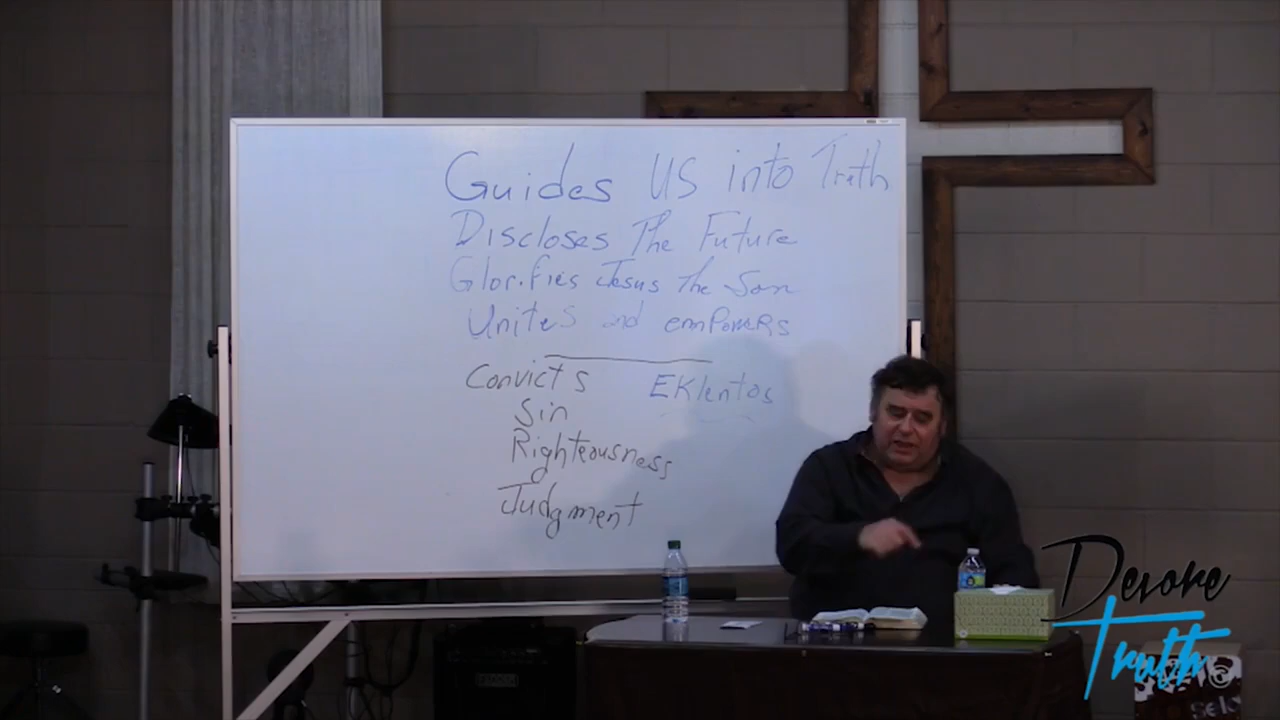 Guides US into Truth
Discloses The Future
Glorifies Jesus The Son
Unites and emPoweRs
Convicts EKlentos
Sin
Righteousness
Judgment
Desore
Truth